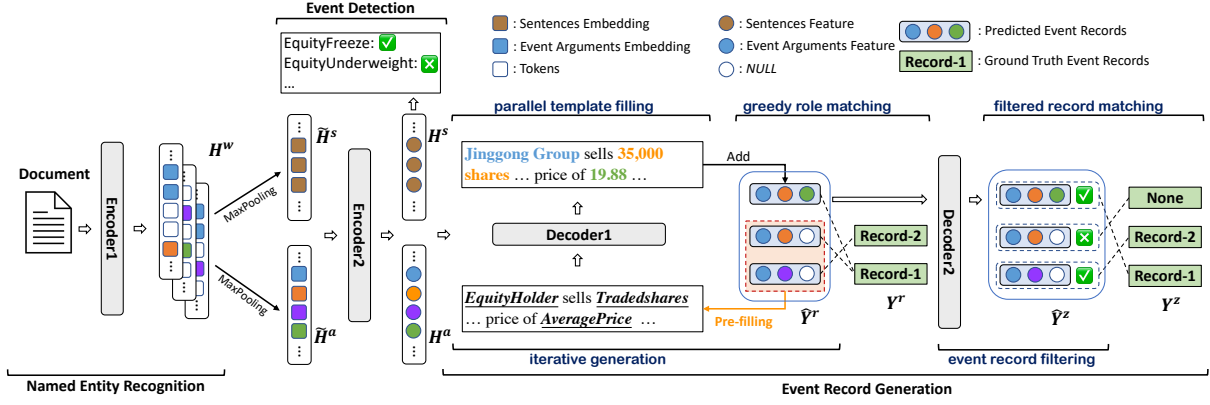 Event Detection
EquityFreeze:
EquityUnderweight:
...
: Sentences Embedding
: Event Arguments Embedding
: Tokens
: Sentences Feature
: Event Arguments Feature
: NULL
: Predicted Event Records
Record-1 : Ground Truth Event Records
parallel template filling
greedy role matching
filtered record matching
Document
Encoder1
H^w
MaxPooling
MaxPooling
H̃^s
H̃^a
Encoder2
H^s
H^a
Jinggong Group sells 35,000
shares ... price of 19.88 ...
Decoder1
EquityHolder sells Tradedshares
... price of AveragePrice ...
Add
Pre-filling
Record-2
Record-1
Ŷ^r
Y^r
Decoder2
None
Record-2
Record-1
Ŷ^z
Y^z
iterative generation
event record filtering
Named Entity Recognition
Event Record Generation